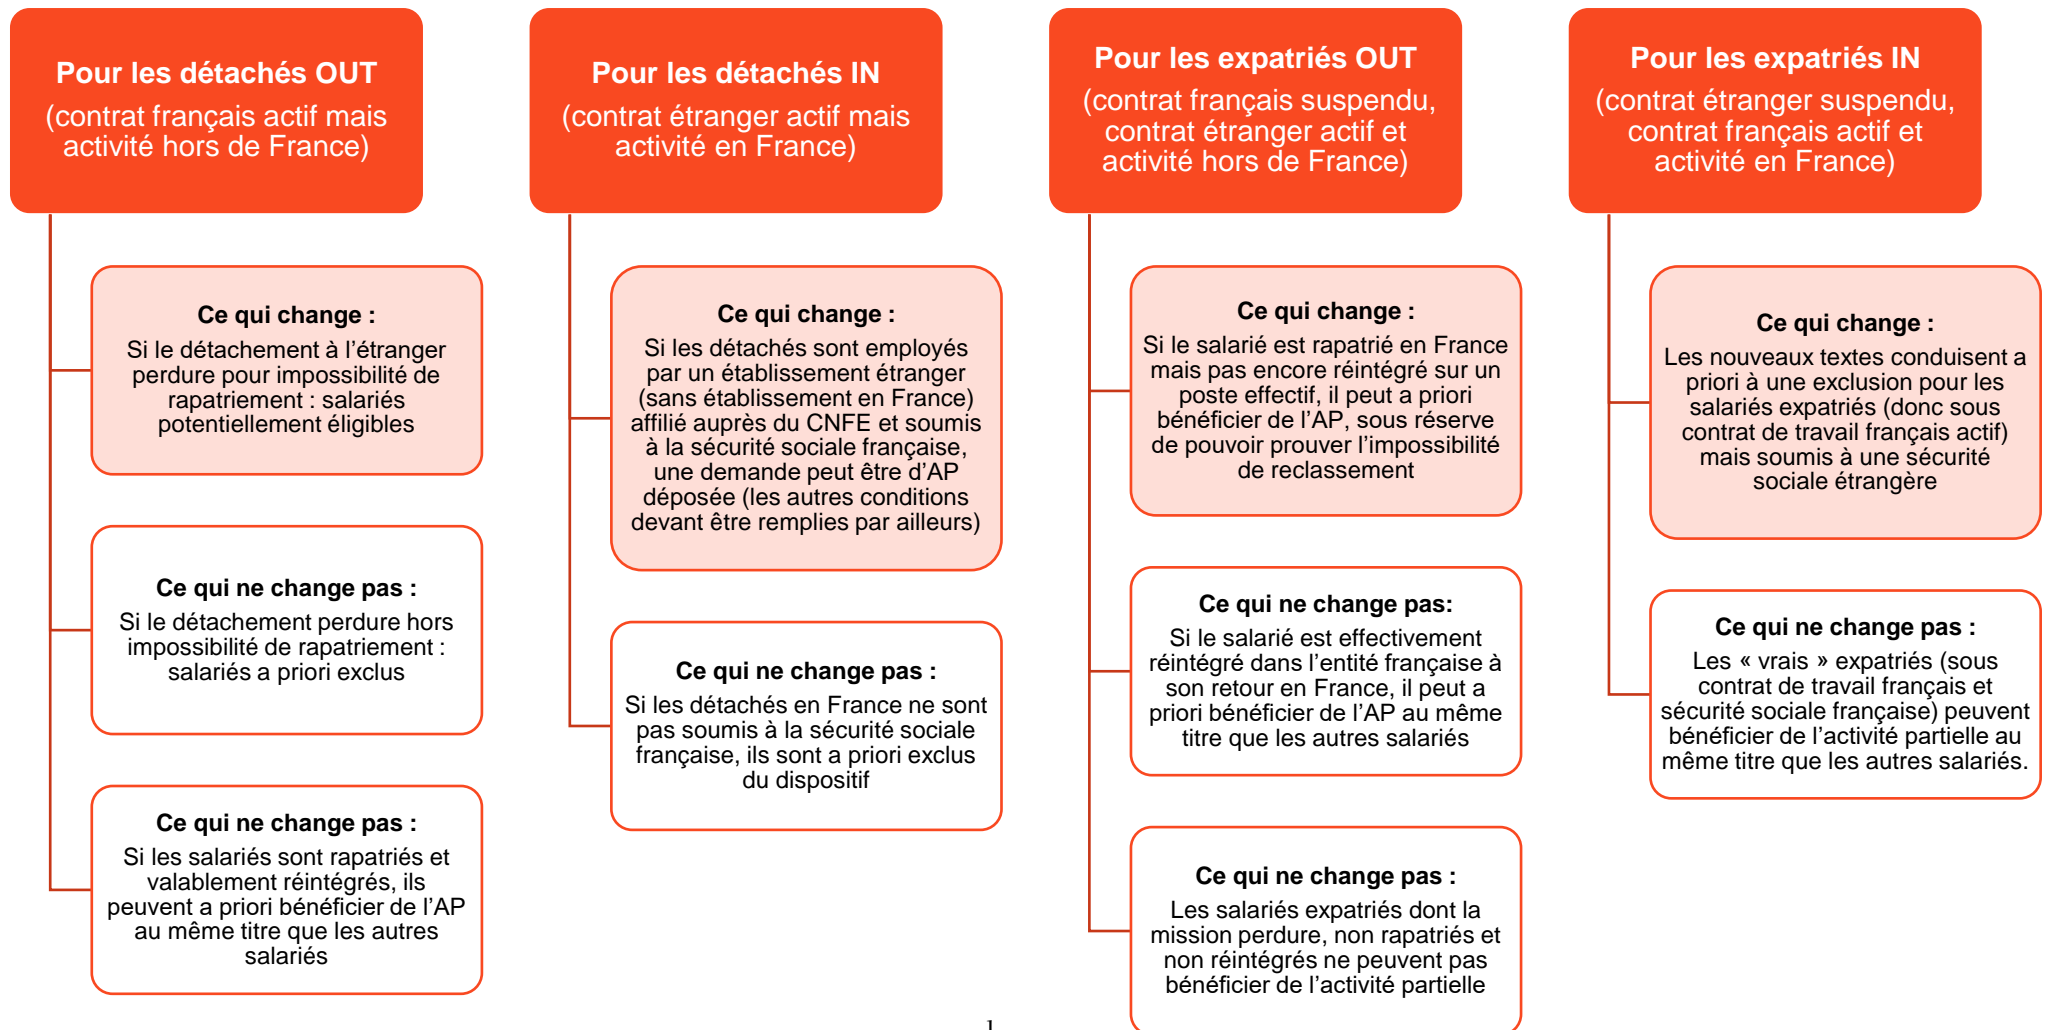 Pour les détachés OUT
(contrat français actif mais
activité hors de France)
Ce qui change :
Si le détachement à l’étranger
perdure pour impossibilité de
rapatriement : salariés
potentiellement éligibles
Ce qui ne change pas :
Si le détachement perdure hors
impossibilité de rapatriement :
salariés a priori exclus
Ce qui ne change pas :
Si les salariés sont rapatriés et
valablement réintégrés, ils
peuvent a priori bénéficier de l’AP
au même titre que les autres
salariés
Pour les détachés IN
(contrat étranger actif mais
activité en France)
Ce qui change :
Si les détachés sont employés
par un établissement étranger
(sans établissement en France)
affilié auprès du CNFE et soumis
à la sécurité sociale française,
une demande peut être d’AP
déposée (les autres conditions
devant être remplies par ailleurs)
Ce qui ne change pas :
Si les détachés en France ne sont
pas soumis à la sécurité sociale
française, ils sont a priori exclus
du dispositif
Pour les expatriés OUT
(contrat français suspendu,
contrat étranger actif et
activité hors de France)
Ce qui change :
Si le salarié est rapatrié en France
mais pas encore réintégré sur un
poste effectif, il peut a priori
bénéficier de l’AP, sous réserve
de pouvoir prouver l’impossibilité
de reclassement
Ce qui ne change pas:
Si le salarié est effectivement
réintégré dans l’entité française à
son retour en France, il peut a
priori bénéficier de l’AP au même
titre que les autres salariés
Ce qui ne change pas :
Les salariés expatriés dont la
mission perdure, non rapatriés et
non réintégrés ne peuvent pas
bénéficier de l’activité partielle
Pour les expatriés IN
(contrat étranger suspendu,
contrat français actif et
activité en France)
Ce qui change :
Les nouveaux textes conduisent a
priori à une exclusion pour les
salariés expatriés (donc sous
contrat de travail français actif)
mais soumis à une sécurité
sociale étrangère
Ce qui ne change pas :
Les « vrais » expatriés (sous
contrat de travail français et
sécurité sociale française) peuvent
bénéficier de l’activité partielle au
même titre que les autres salariés.